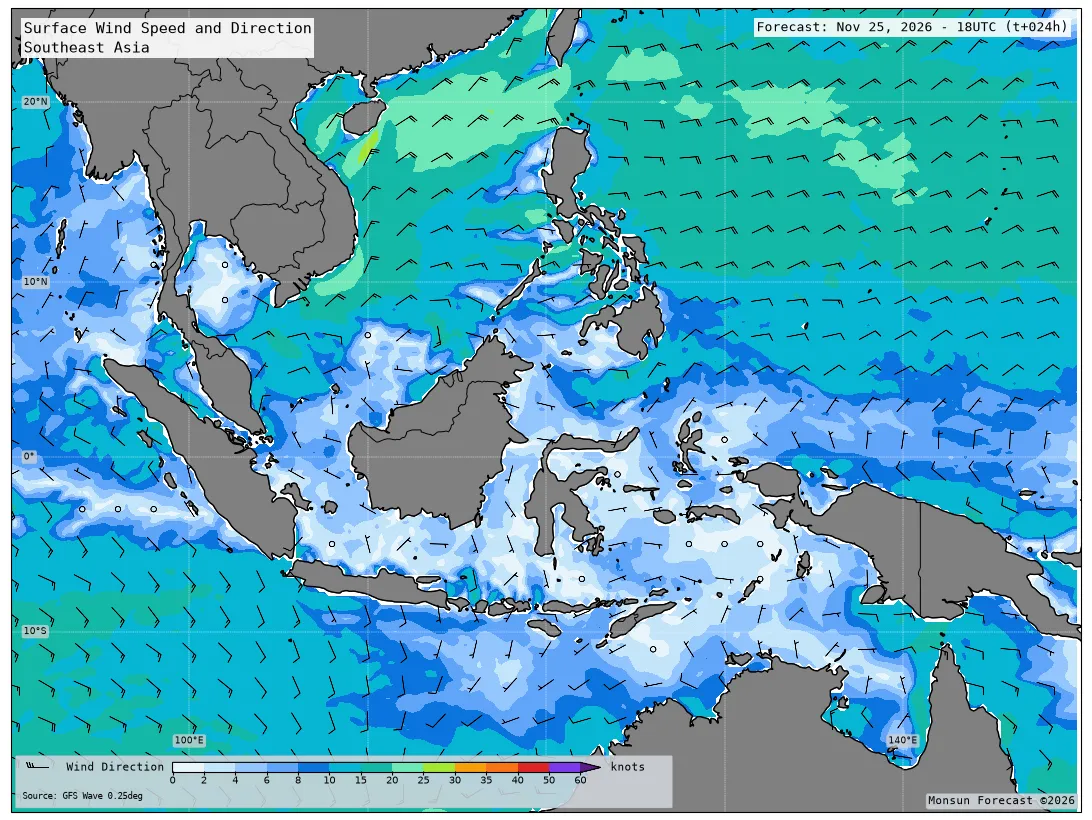 Surface Wind Speed and Direction
Southeast Asia
Forecast: Nov 25, 2026 - 18UTC (t+024h)
20°N
10°N
0°
10°S
100°E
140°E
Wind Direction
0 2 4 6 8 10 15 20 25 30 35 40 50 60
knots
Source: GFS Wave 0.25deg
Monsun Forecast ©2026